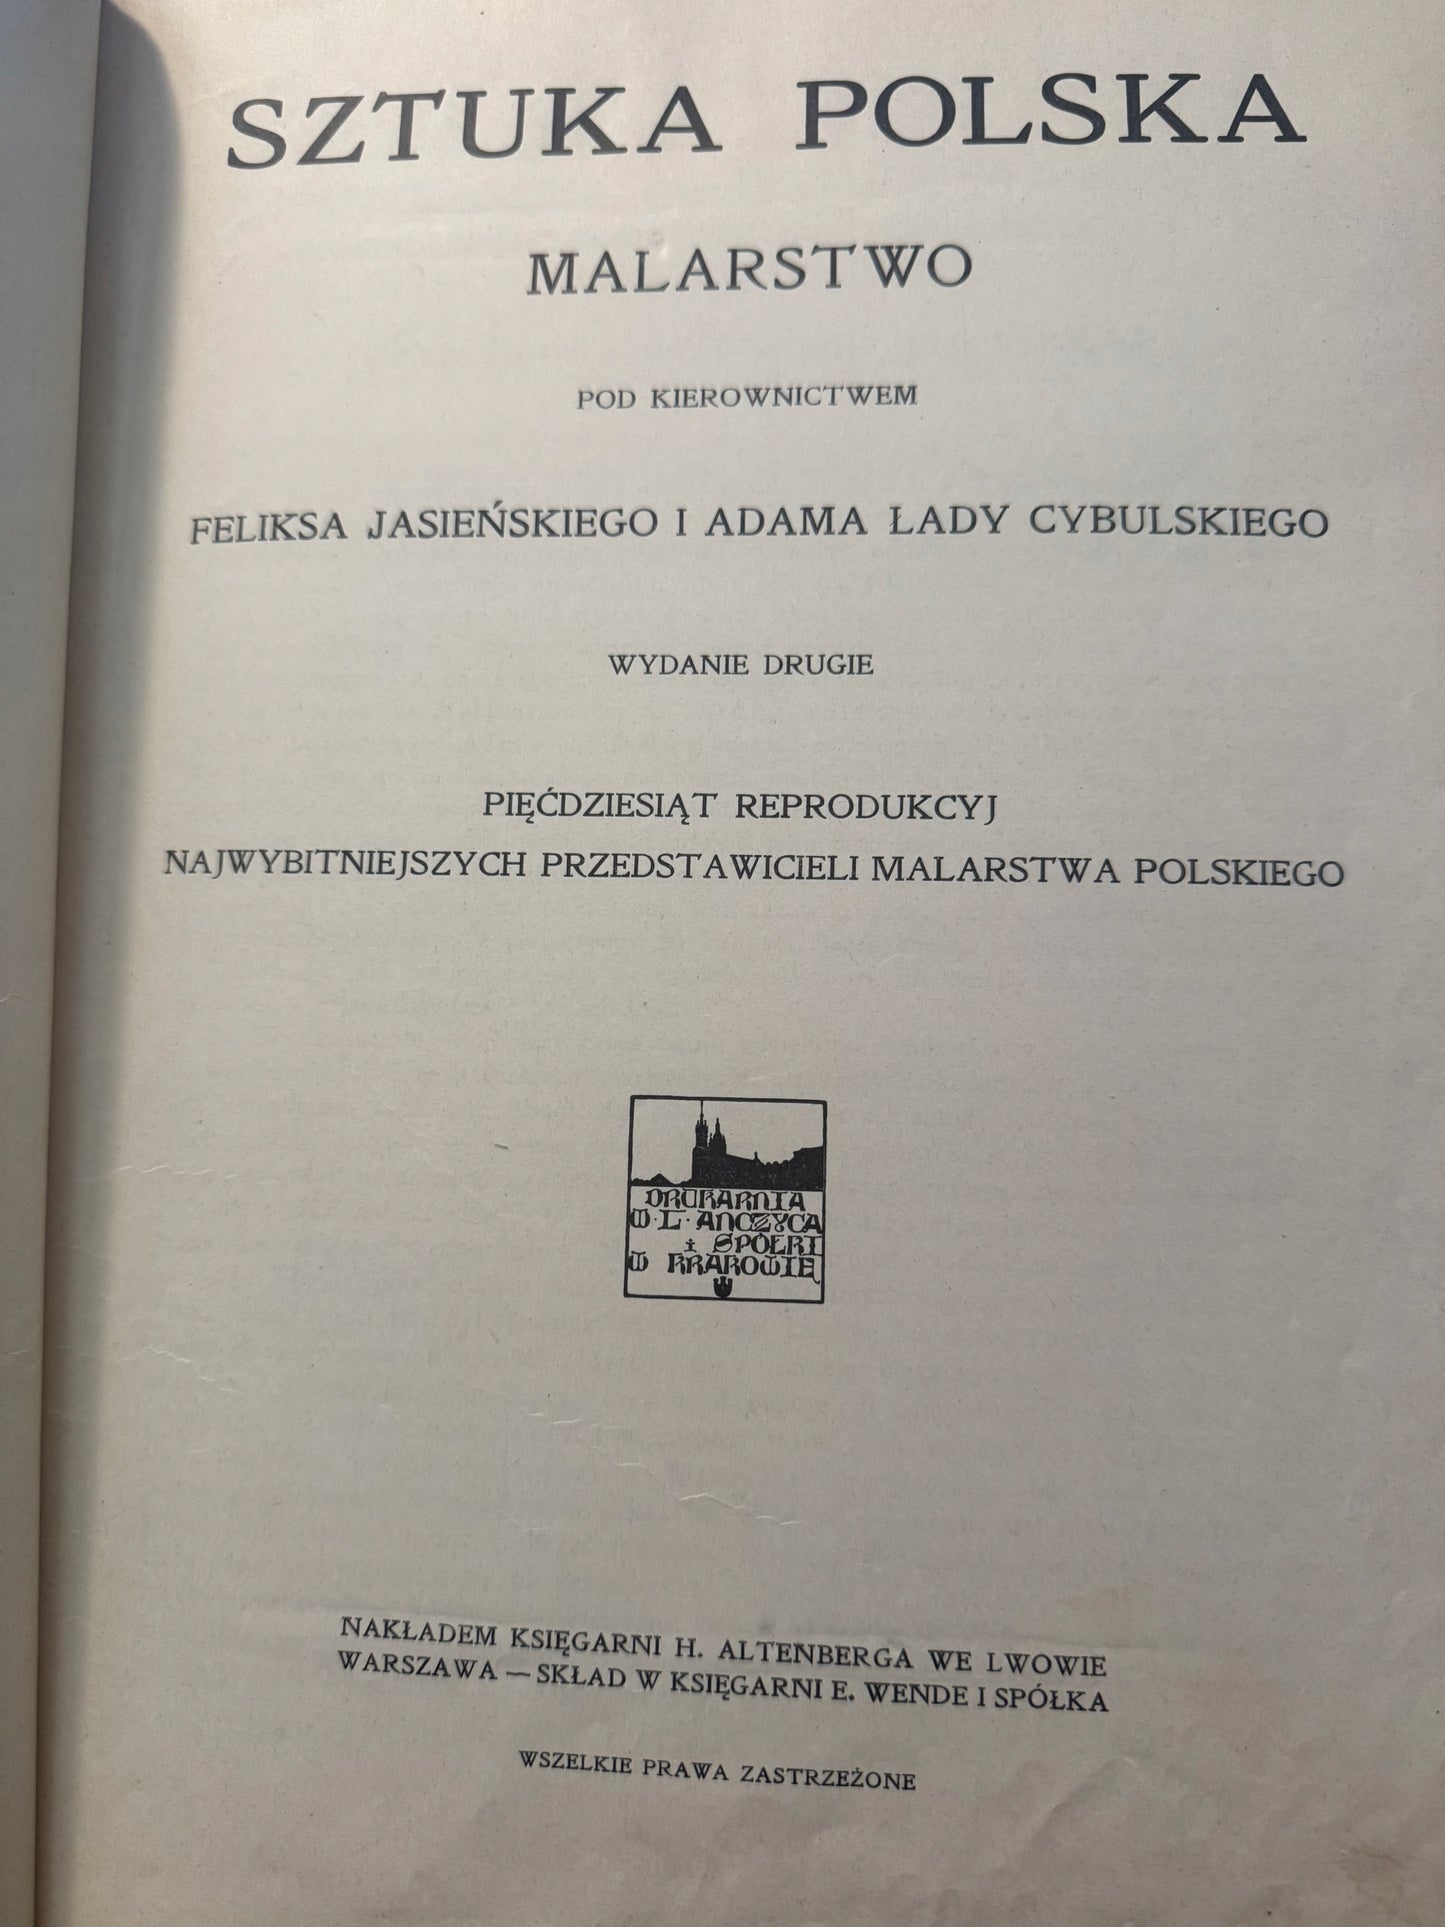 SZTUKA POLSKA
MALARSTWO
POD KIEROWNICTWEM
FELIKSA JASIEŃSKIEGO I ADAMA ŁADY CYBULSKIEGO
WYDANIE DRUGIE
PIĘĆDZIESIĄT REPRODUKCYJ
NAJWYBITNIEJSZYCH PRZEDSTAWICIELI MALARSTWA POLSKIEGO
DRUKARNIA
W·L·ANCZYCA
i SPÓŁKI
W KRAKOWIE
NAKŁADEM KSIĘGARNI H. ALTENBERGA WE LWOWIE
WARSZAWA — SKŁAD W KSIĘGARNI E. WENDE I SPÓŁKA
WSZELKIE PRAWA ZASTRZEŻONE